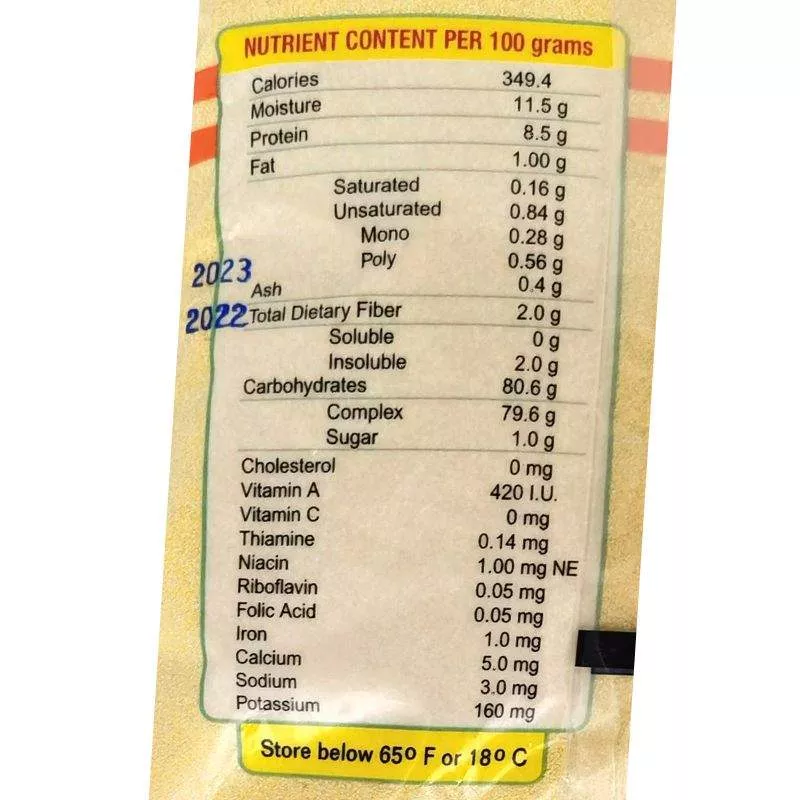 NUTRIENT CONTENT PER 100 grams
Calories 349.4
Moisture 11.5 g
Protein 8.5 g
Fat 1.00 g
Saturated 0.16 g
Unsaturated 0.84 g
Mono 0.28 g
Poly 0.56 g
2023
Ash 0.4 g
2022
Total Dietary Fiber 2.0 g
Soluble 0 g
Insoluble 2.0 g
Carbohydrates 80.6 g
Complex 79.6 g
Sugar 1.0 g
Cholesterol 0 mg
Vitamin A 420 I.U.
Vitamin C 0 mg
Thiamine 0.14 mg
Niacin 1.00 mg NE
Riboflavin 0.05 mg
Folic Acid 0.05 mg
Iron 1.0 mg
Calcium 5.0 mg
Sodium 3.0 mg
Potassium 160 mg
Store below 65º F or 18º C